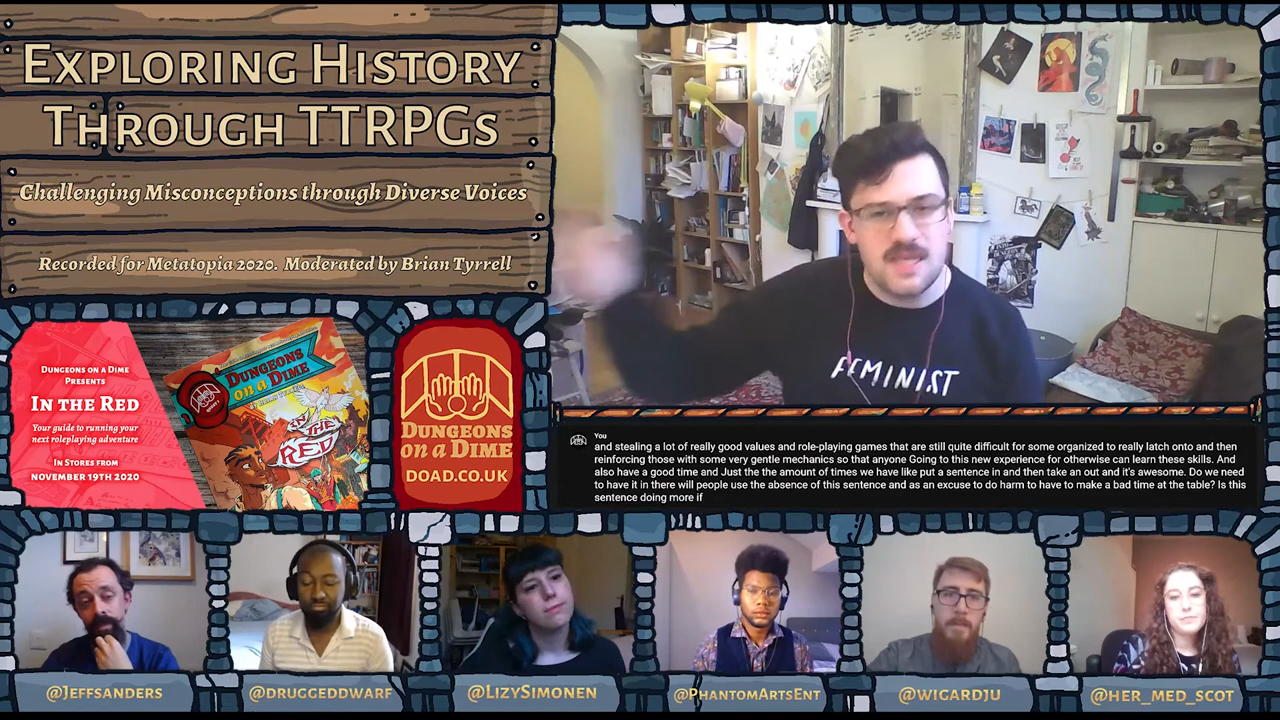 Exploring History
Through TTRPGs
Challenging Misconceptions through Diverse Voices
Recorded for Metatopia 2020. Moderated by Brian Tyrrell
Dungeons on a Dime
Presents
In the Red
Your guide to running your
next roleplaying adventure
In Stores from
November 19th 2020
Dungeons
on a Dime
In the
Red
Dungeons
on a Dime
DOAD.CO.UK
FEMINIST
You
and stealing a lot of really good values and role-playing games that are still quite difficult for some organized to really latch onto and then
reinforcing those with some very gentle mechanics so that anyone Going to this new experience for otherwise can learn these skills. And
also have a good time and Just the the amount of times we have like put a sentence in and then take an out and it's awesome. Do we need
to have it in there will people use the absence of this sentence and as an excuse to do harm to have to make a bad time at the table? Is this
sentence doing more if
@Jeffsanders
@druggeddwarf
@LizySimonen
@PhantomArtsEnt
@wigardju
@her_med_scot